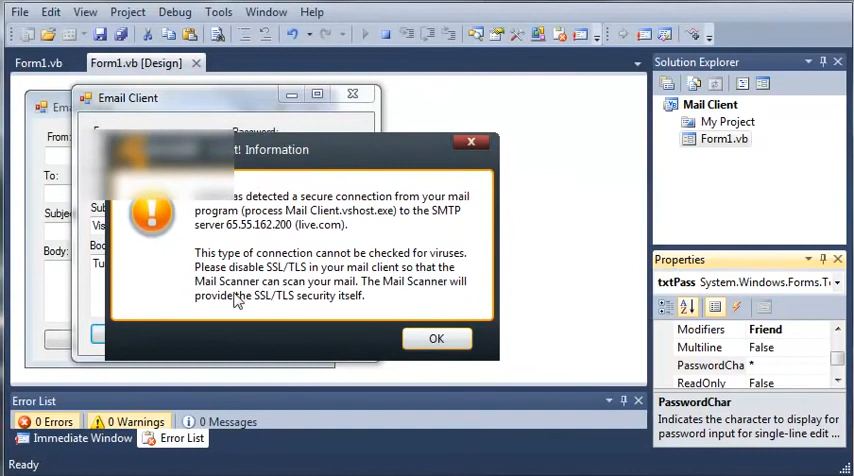 File Edit View Project Debug Tools Window Help
Form1.vb
Form1.vb [Design]
Solution Explorer
Mail Client
My Project
Form1.vb
Email Client
From:
To:
Body:
Information
as detected a secure connection from your mail
program (process Mail Client.vshost.exe) to the SMTP
server 65.55.162.200 (live.com).
This type of connection cannot be checked for viruses.
Please disable SSL/TLS in your mail client so that the
Mail Scanner can scan your mail. The Mail Scanner will
provide the SSL/TLS security itself.
OK
Properties
txtPass System.Windows.Forms.T
Modifiers Friend
Multiline False
PasswordCha *
ReadOnly False
PasswordChar
Indicates the character to display for
password input for single-line edit ...
Error List
0 Errors
0 Warnings
0 Messages
Immediate Window
Error List
Ready